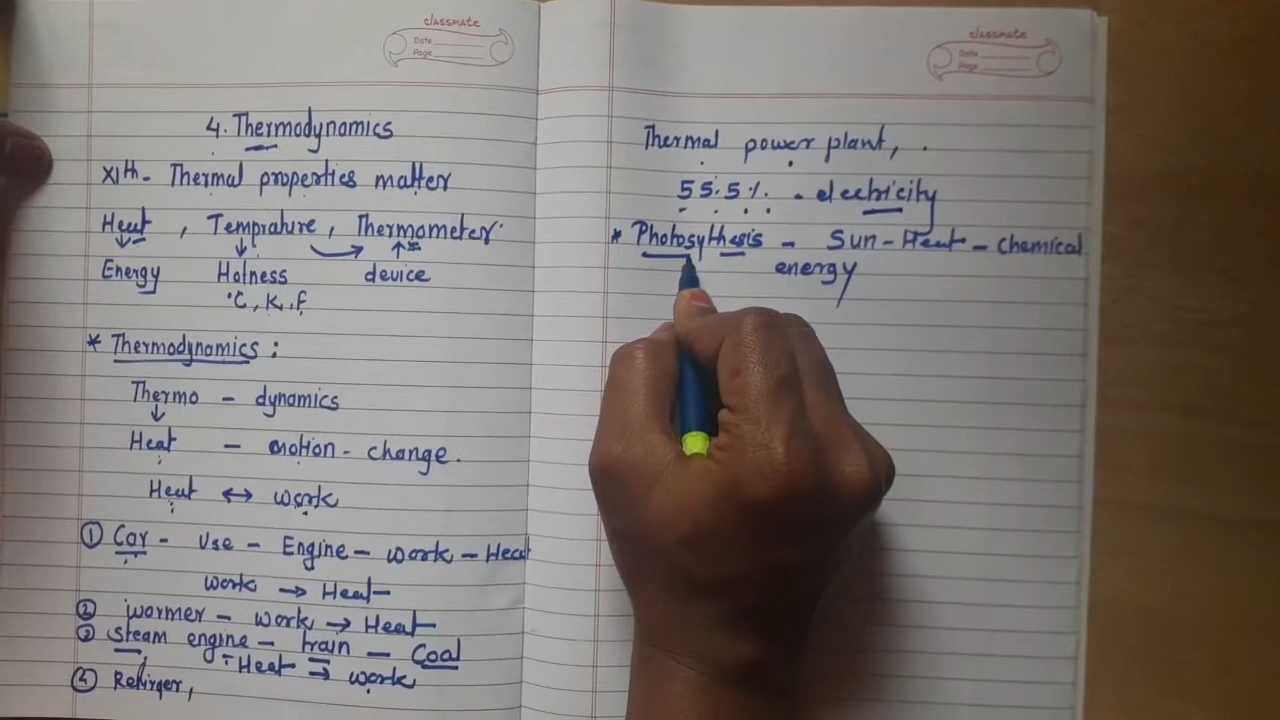 classmate
Date
Page
4. Thermodynamics
XIth - Thermal properties matter
Heat, Temprature, Thermometer
Energy Hotness device
°C, K, F
* Thermodynamics :
Thermo - dynamics
Heat - motion - change.
Heat ↔ work
① Car - Use - Engine - work - Heat
work → Heat
② wormer - work → Heat
③ steam engine - train - Coal
- Heat → work
④ Refirger,
classmate
Date
Page
Thermal power plant, .
55.5%. - electricity
* Photosythesis - Sun - Heat - chemical
energy